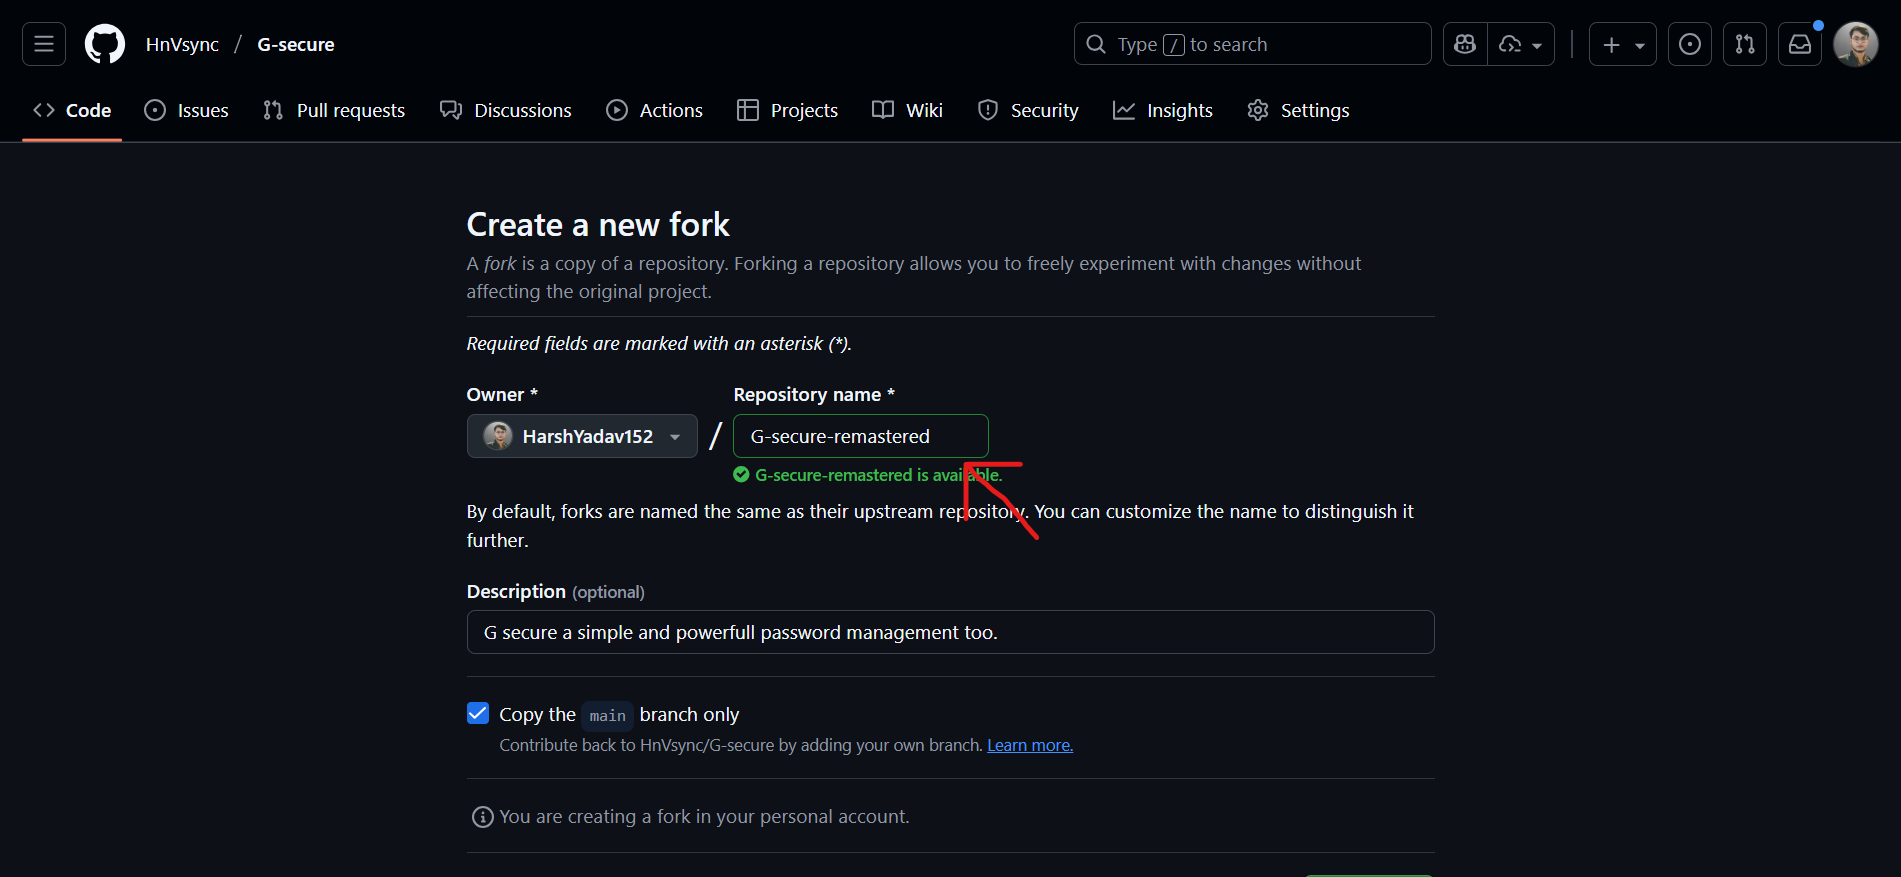 HnVsync / G-secure
Type / to search
Code Issues Pull requests Discussions Actions Projects Wiki Security Insights Settings
Create a new fork
A fork is a copy of a repository. Forking a repository allows you to freely experiment with changes without
affecting the original project.
Required fields are marked with an asterisk (*).
Owner * Repository name *
HarshYadav152 / G-secure-remastered
G-secure-remastered is available.
By default, forks are named the same as their upstream repository. You can customize the name to distinguish it
further.
Description (optional)
G secure a simple and powerfull password management too.
Copy the main branch only
Contribute back to HnVsync/G-secure by adding your own branch. Learn more.
You are creating a fork in your personal account.